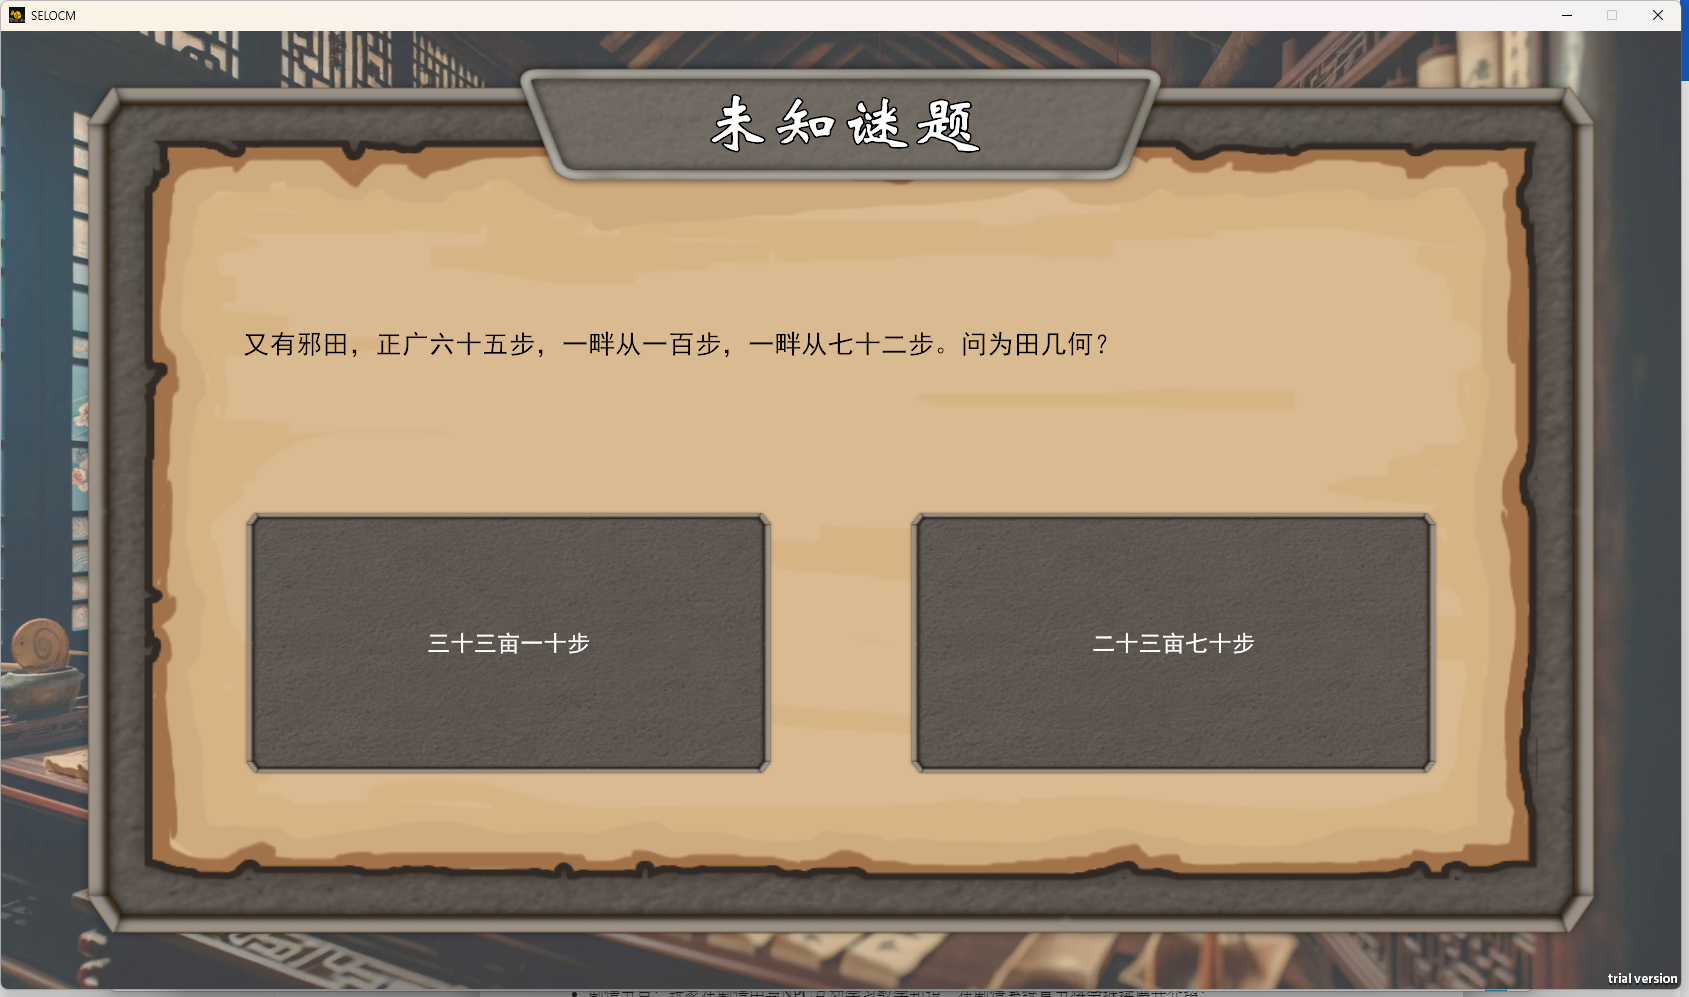 SELOCM
未知谜题
又有邪田，正广六十五步，一畔从一百步，一畔从七十二步。问为田几何？
三十三亩一十步
二十三亩七十步
trial version